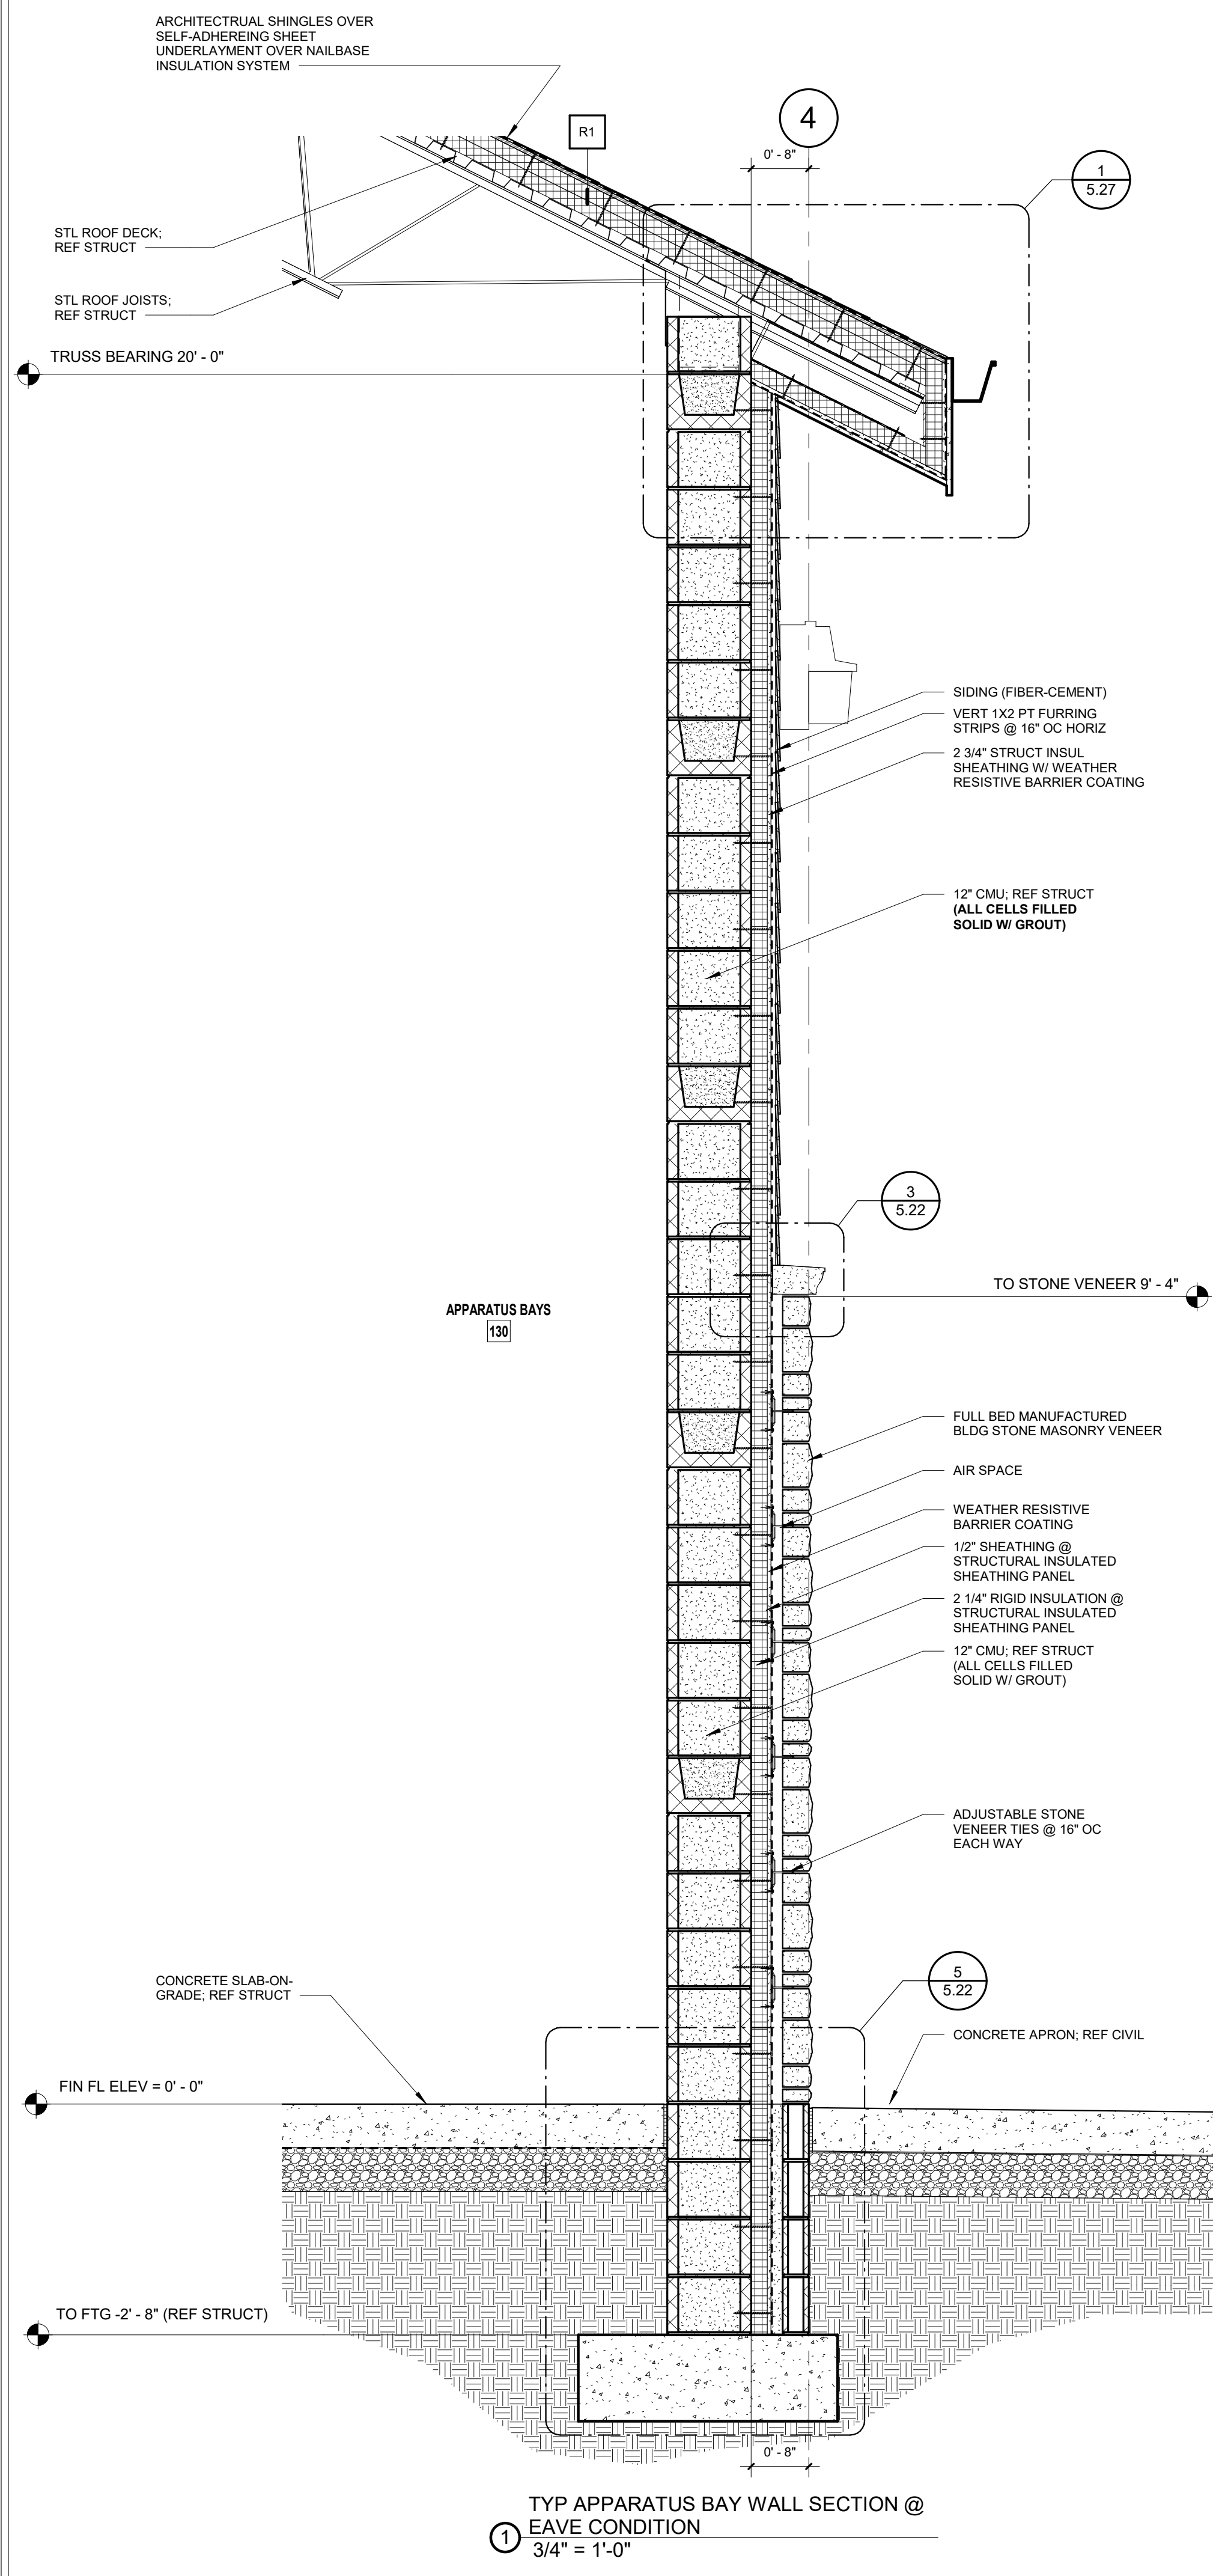 ARCHITECTRUAL SHINGLES OVER
SELF-ADHEREING SHEET
UNDERLAYMENT OVER NAILBASE
INSULATION SYSTEM
R1
4
0' - 8"
1
5.27
STL ROOF DECK;
REF STRUCT
STL ROOF JOISTS;
REF STRUCT
TRUSS BEARING 20' - 0"
SIDING (FIBER-CEMENT)
VERT 1X2 PT FURRING
STRIPS @ 16" OC HORIZ
2 3/4" STRUCT INSUL
SHEATHING W/ WEATHER
RESISTIVE BARRIER COATING
12" CMU; REF STRUCT
(ALL CELLS FILLED
SOLID W/ GROUT)
3
5.22
TO STONE VENEER 9' - 4"
APPARATUS BAYS
130
FULL BED MANUFACTURED
BLDG STONE MASONRY VENEER
AIR SPACE
WEATHER RESISTIVE
BARRIER COATING
1/2" SHEATHING @
STRUCTURAL INSULATED
SHEATHING PANEL
2 1/4" RIGID INSULATION @
STRUCTURAL INSULATED
SHEATHING PANEL
12" CMU; REF STRUCT
(ALL CELLS FILLED
SOLID W/ GROUT)
ADJUSTABLE STONE
VENEER TIES @ 16" OC
EACH WAY
5
5.22
CONCRETE SLAB-ON-
GRADE; REF STRUCT
CONCRETE APRON; REF CIVIL
FIN FL ELEV = 0' - 0"
TO FTG -2' - 8" (REF STRUCT)
0' - 8"
TYP APPARATUS BAY WALL SECTION @
EAVE CONDITION
1
3/4" = 1'-0"